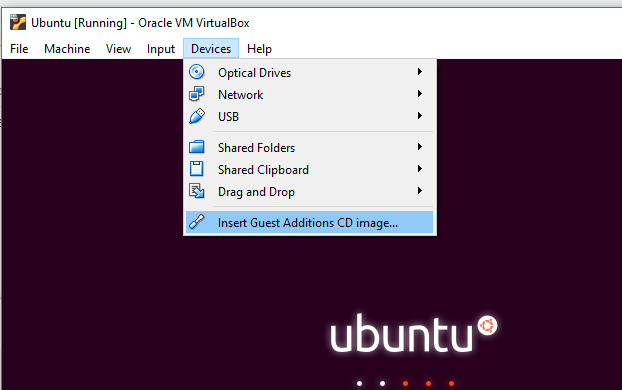 Ubuntu [Running] - Oracle VM VirtualBox
File Machine View Input Devices Help
Optical Drives
Network
USB
Shared Folders
Shared Clipboard
Drag and Drop
Insert Guest Additions CD image...
ubuntu